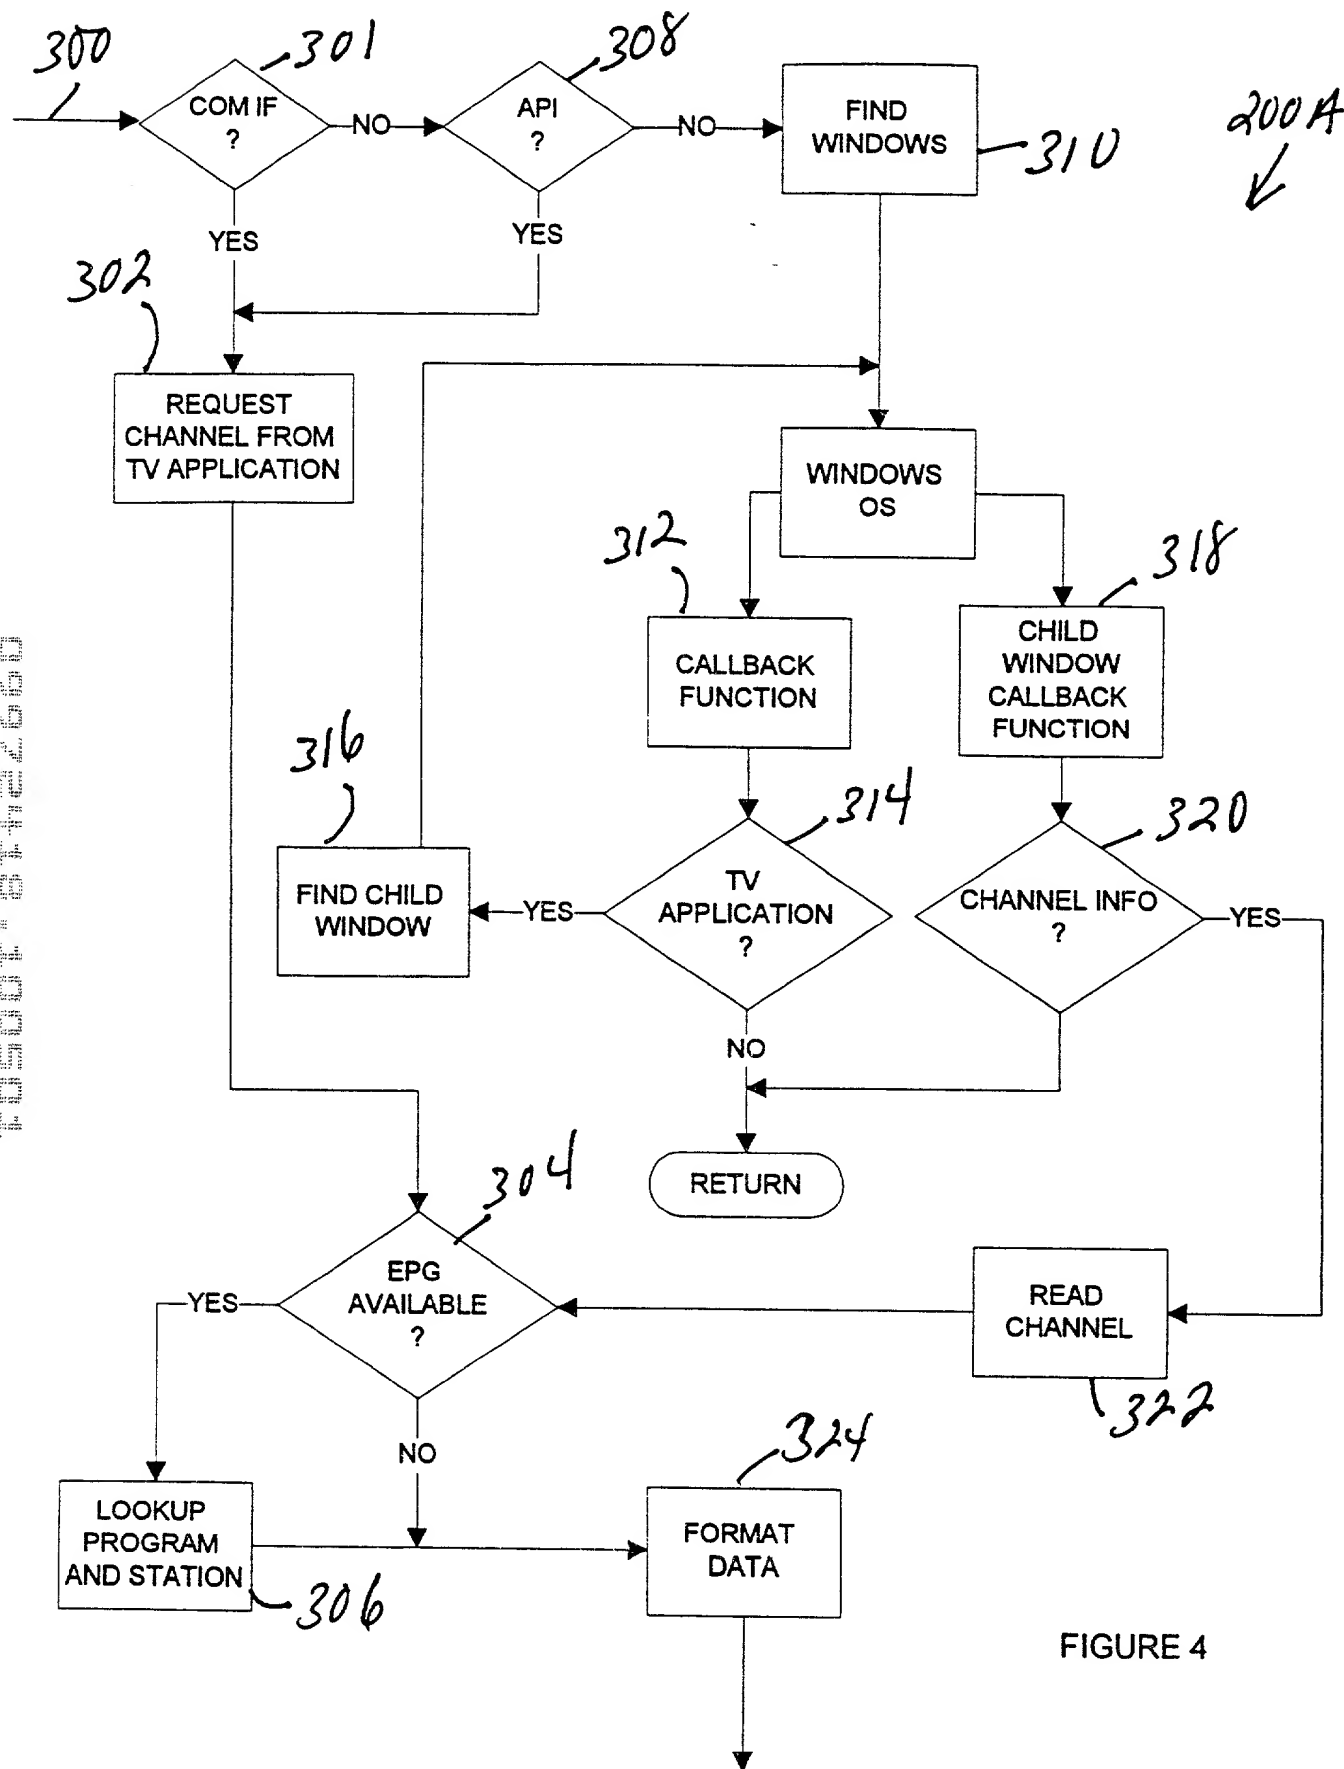 300
301
308
200A
COM IF
?
NO
API
?
NO
FIND
WINDOWS
310
YES
YES
302
REQUEST
CHANNEL FROM
TV APPLICATION
WINDOWS
OS
312
318
CALLBACK
FUNCTION
CHILD
WINDOW
CALLBACK
FUNCTION
316
314
320
FIND CHILD
WINDOW
YES
TV
APPLICATION
?
CHANNEL INFO
?
YES
NO
RETURN
304
EPG
AVAILABLE
?
YES
NO
READ
CHANNEL
322
324
LOOKUP
PROGRAM
AND STATION
306
FORMAT
DATA
FIGURE 4